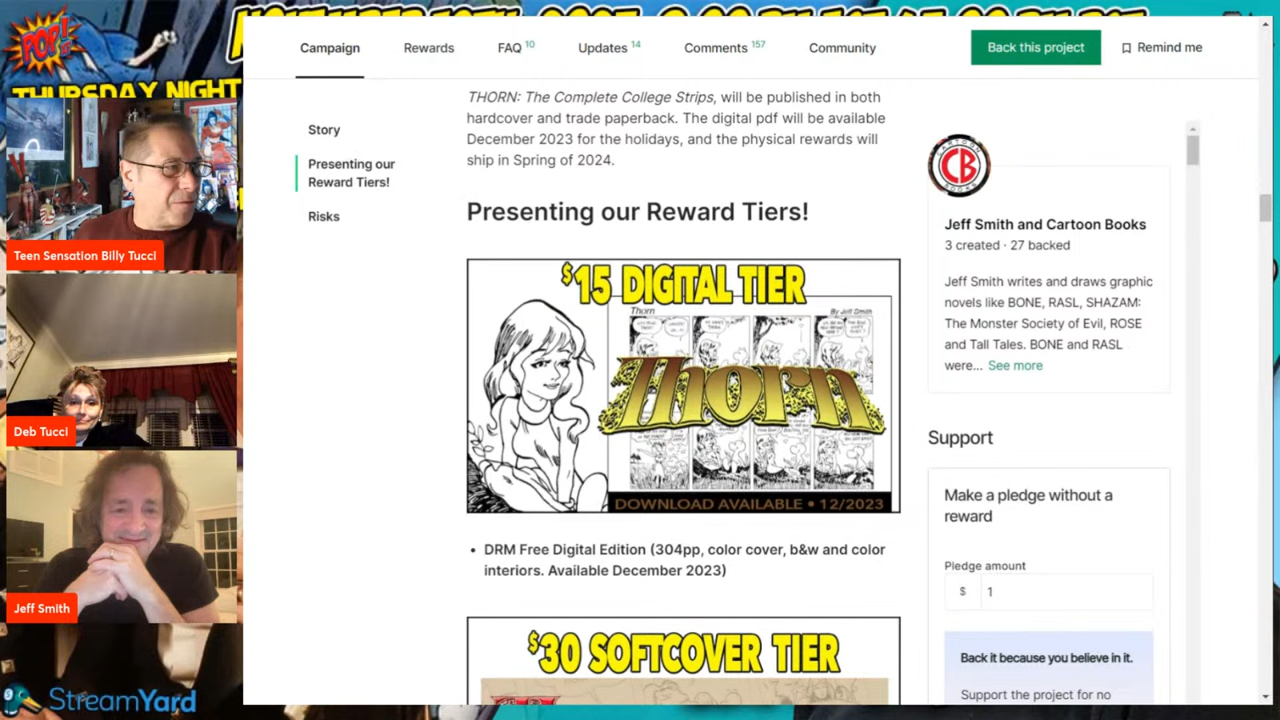 POP!
THURSDAY NIGHT
Teen Sensation Billy Tucci
Deb Tucci
Jeff Smith
StreamYard
Campaign
Rewards
FAQ 10
Updates 14
Comments 157
Community
Back this project
Remind me
Story
Presenting our
Reward Tiers!
Risks
THORN: The Complete College Strips, will be published in both
hardcover and trade paperback. The digital pdf will be available
December 2023 for the holidays, and the physical rewards will
ship in Spring of 2024.
Presenting our Reward Tiers!
$15 DIGITAL TIER
Thorn
By Jeff Smith
Thorn
DOWNLOAD AVAILABLE • 12/2023
• DRM Free Digital Edition (304pp, color cover, b&w and color
interiors. Available December 2023)
$30 SOFTCOVER TIER
CARTOON
CB
BOOKS
Jeff Smith and Cartoon Books
3 created · 27 backed
Jeff Smith writes and draws graphic
novels like BONE, RASL, SHAZAM:
The Monster Society of Evil, ROSE
and Tall Tales. BONE and RASL
were... See more
Support
Make a pledge without a
reward
Pledge amount
$ 1
Back it because you believe in it.
Support the project for no